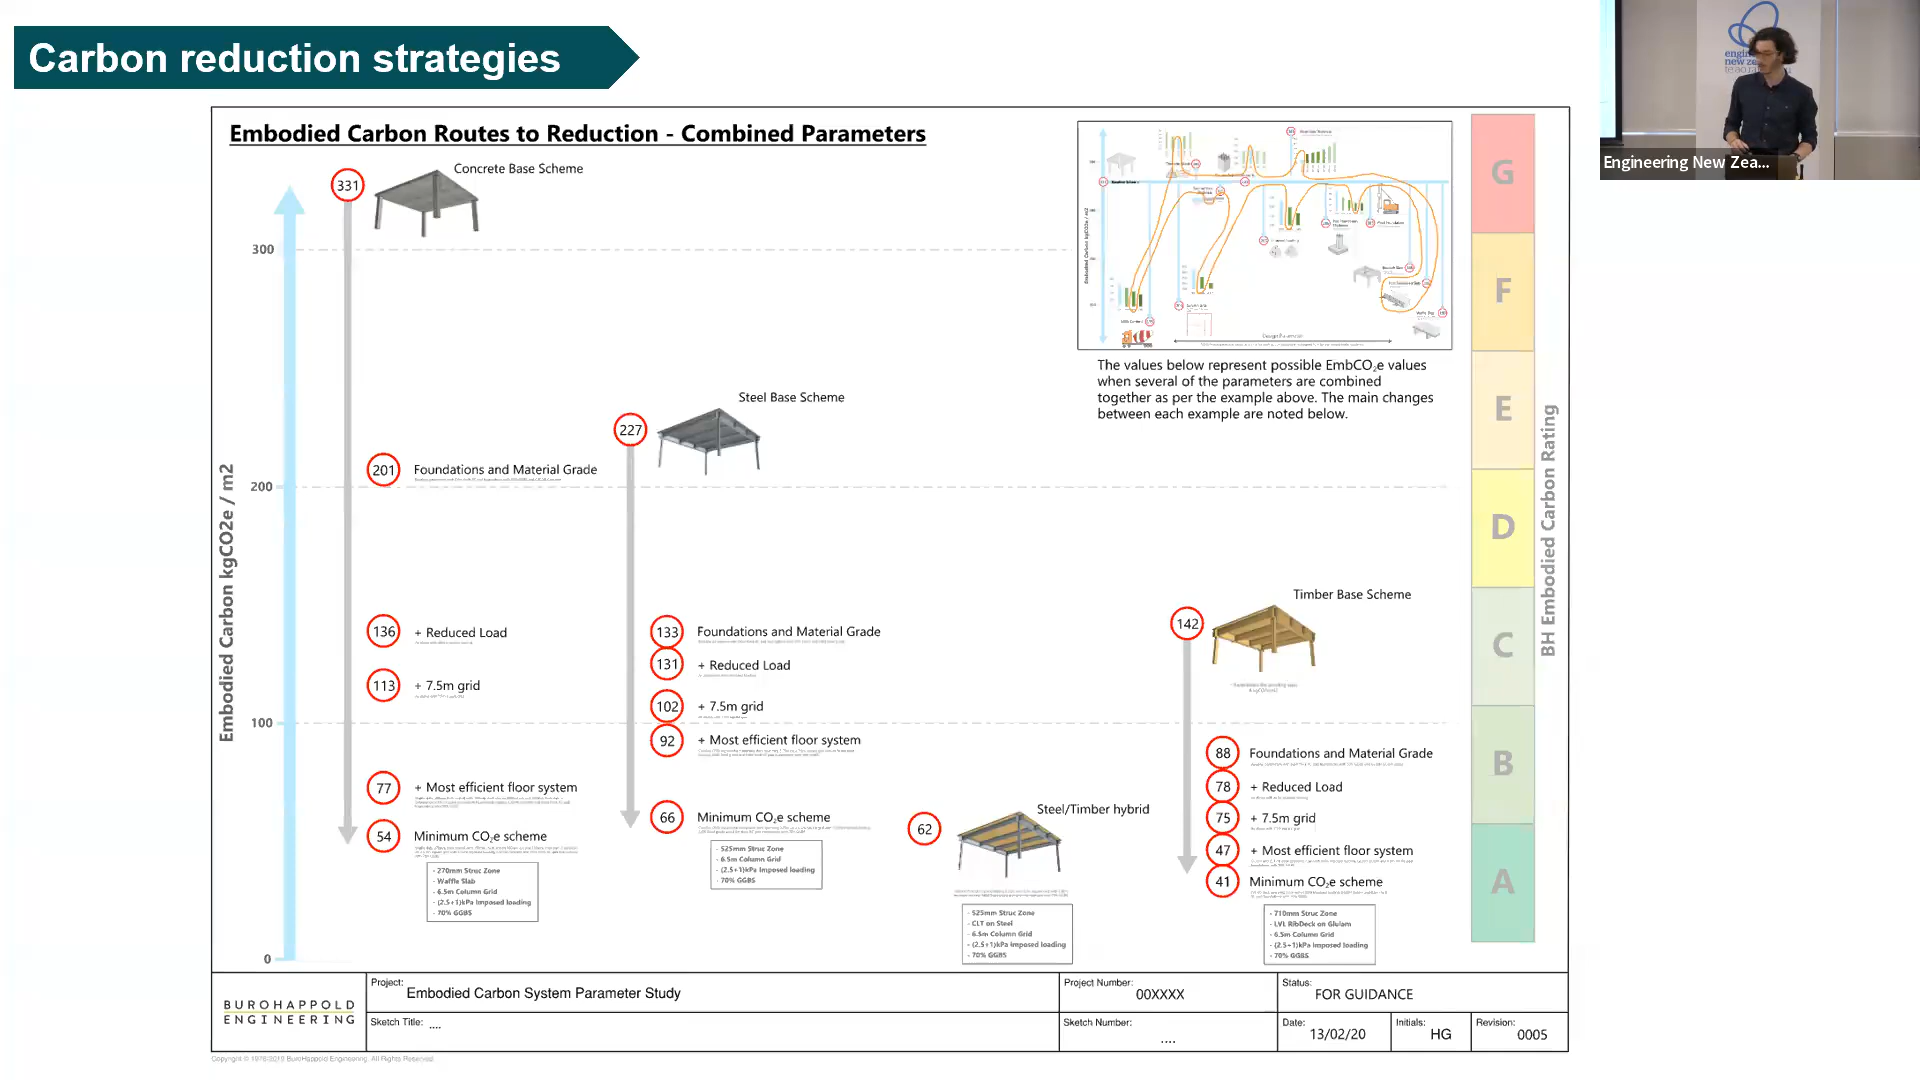 Carbon reduction strategies
Embodied Carbon Routes to Reduction - Combined Parameters
331
Concrete Base Scheme
300
227
Steel Base Scheme
201
Foundations and Material Grade
200
136
+ Reduced Load
113
+ 7.5m grid
100
77
+ Most efficient floor system
54
Minimum CO₂e scheme
- 270mm Struc Zone
- Waffle Slab
- 6.5m Column Grid
- (2.5+1)kPa Imposed loading
- 70% GGBS
0
Embodied Carbon kgCO2e / m2
133
Foundations and Material Grade
131
+ Reduced Load
102
+ 7.5m grid
92
+ Most efficient floor system
66
Minimum CO₂e scheme
- 525mm Struc Zone
- 6.5m Column Grid
- (2.5+1)kPa Imposed loading
- 70% GGBS
62
Steel/Timber hybrid
- 525mm Struc Zone
- CLT on Steel
- 6.5m Column Grid
- (2.5+1)kPa Imposed loading
- 70% GGBS
The values below represent possible EmbCO₂e values
when several of the parameters are combined
together as per the example above. The main changes
between each example are noted below.
142
Timber Base Scheme
88
Foundations and Material Grade
78
+ Reduced Load
75
+ 7.5m grid
47
+ Most efficient floor system
41
Minimum CO₂e scheme
- 710mm Struc Zone
- LVL RibDeck on Glulam
- 6.5m Column Grid
- (2.5+1)kPa Imposed loading
- 70% GGBS
G
F
E
D
C
B
A
BH Embodied Carbon Rating
BUROHAPPOLD
ENGINEERING
Project:
Embodied Carbon System Parameter Study
Sketch Title: ....
Project Number:
00XXXX
Sketch Number:
....
Status:
FOR GUIDANCE
Date:
13/02/20
Initials:
HG
Revision:
0005
Copyright © 1976-2019 BuroHappold Engineering. All Rights Reserved
Engineering New Zea...